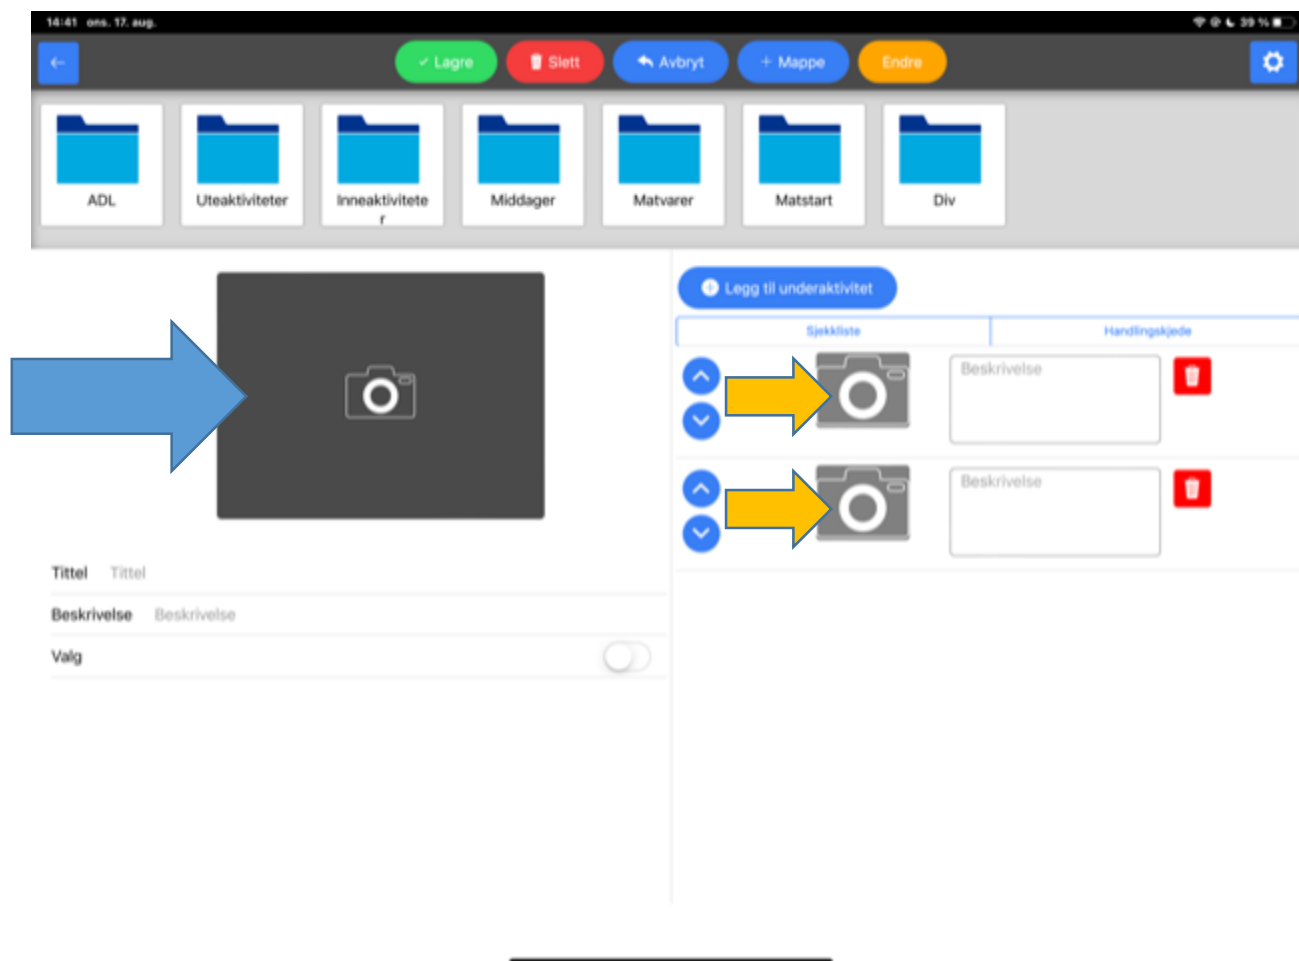 14:41 ons. 17. aug.
39 %
Lagre
Slett
Avbryt
+ Mappe
Endre
ADL
Uteaktiviteter
Inneaktivitete
r
Middager
Matvarer
Matstart
Div
Legg til underaktivitet
Sjekkliste
Handlingskjede
Beskrivelse
Beskrivelse
Tittel Tittel
Beskrivelse Beskrivelse
Valg